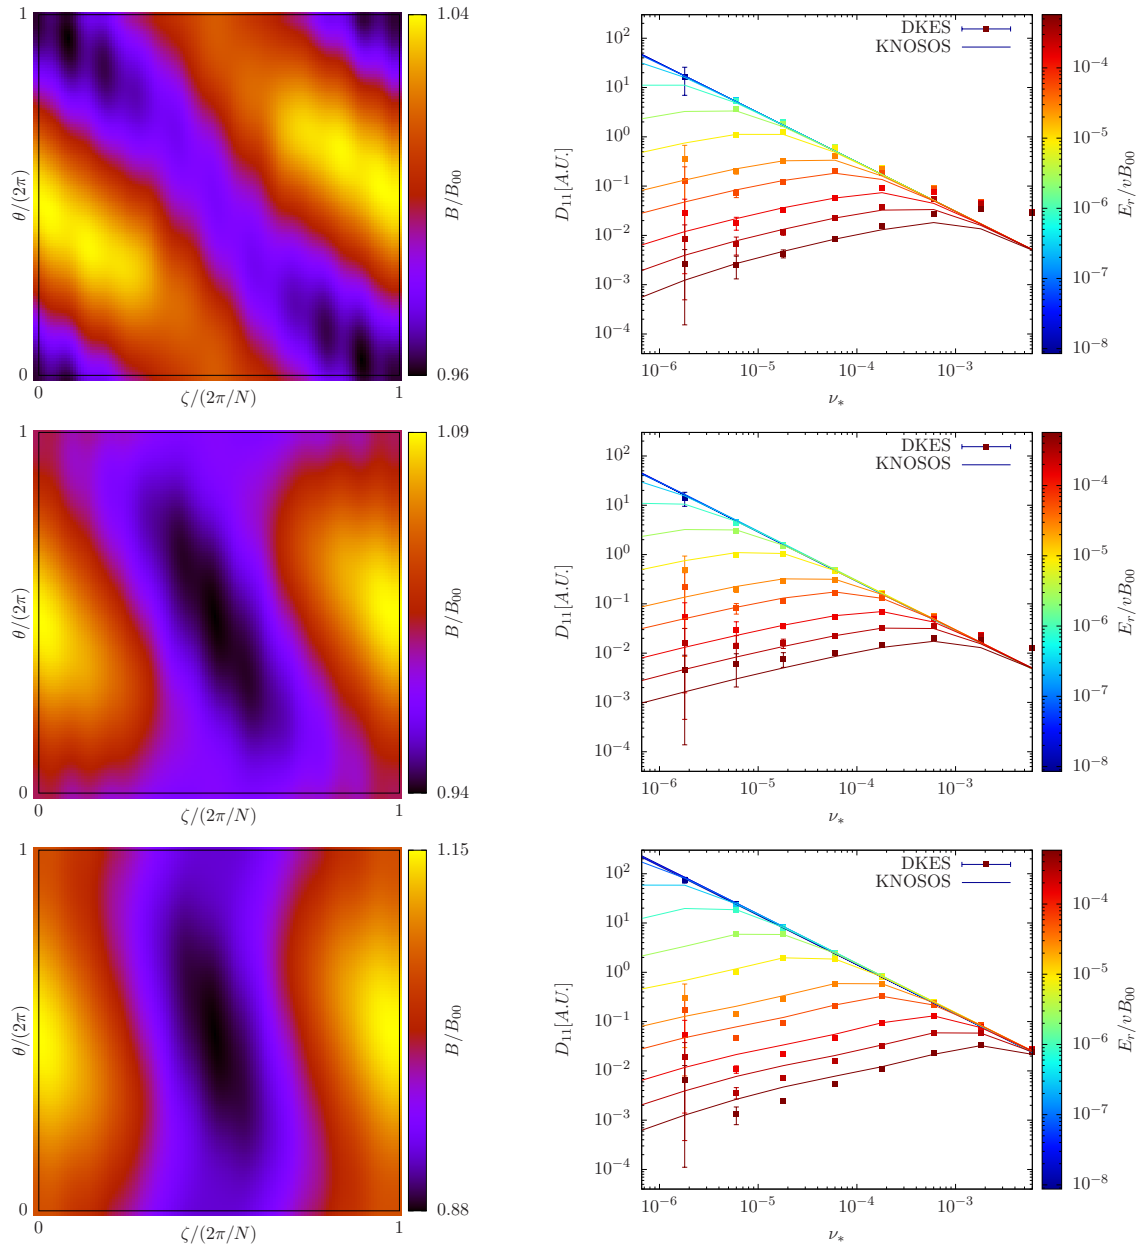 1
θ/(2π)
0
0
ζ/(2π/N)
1
1.04
B/B₀₀
0.96
10²
10¹
10⁰
10⁻¹
10⁻²
10⁻³
10⁻⁴
D₁₁[A.U.]
10⁻⁶
10⁻⁵
10⁻⁴
10⁻³
ν*
DKES
KNOSOS
10⁻⁴
10⁻⁵
10⁻⁶
10⁻⁷
10⁻⁸
Eᵣ/vB₀₀
1
θ/(2π)
0
0
ζ/(2π/N)
1
1.09
B/B₀₀
0.94
10²
10¹
10⁰
10⁻¹
10⁻²
10⁻³
10⁻⁴
D₁₁[A.U.]
10⁻⁶
10⁻⁵
10⁻⁴
10⁻³
ν*
DKES
KNOSOS
10⁻⁴
10⁻⁵
10⁻⁶
10⁻⁷
10⁻⁸
Eᵣ/vB₀₀
1
θ/(2π)
0
0
ζ/(2π/N)
1
1.15
B/B₀₀
0.88
10²
10¹
10⁰
10⁻¹
10⁻²
10⁻³
10⁻⁴
D₁₁[A.U.]
10⁻⁶
10⁻⁵
10⁻⁴
10⁻³
ν*
DKES
KNOSOS
10⁻⁴
10⁻⁵
10⁻⁶
10⁻⁷
10⁻⁸
Eᵣ/vB₀₀